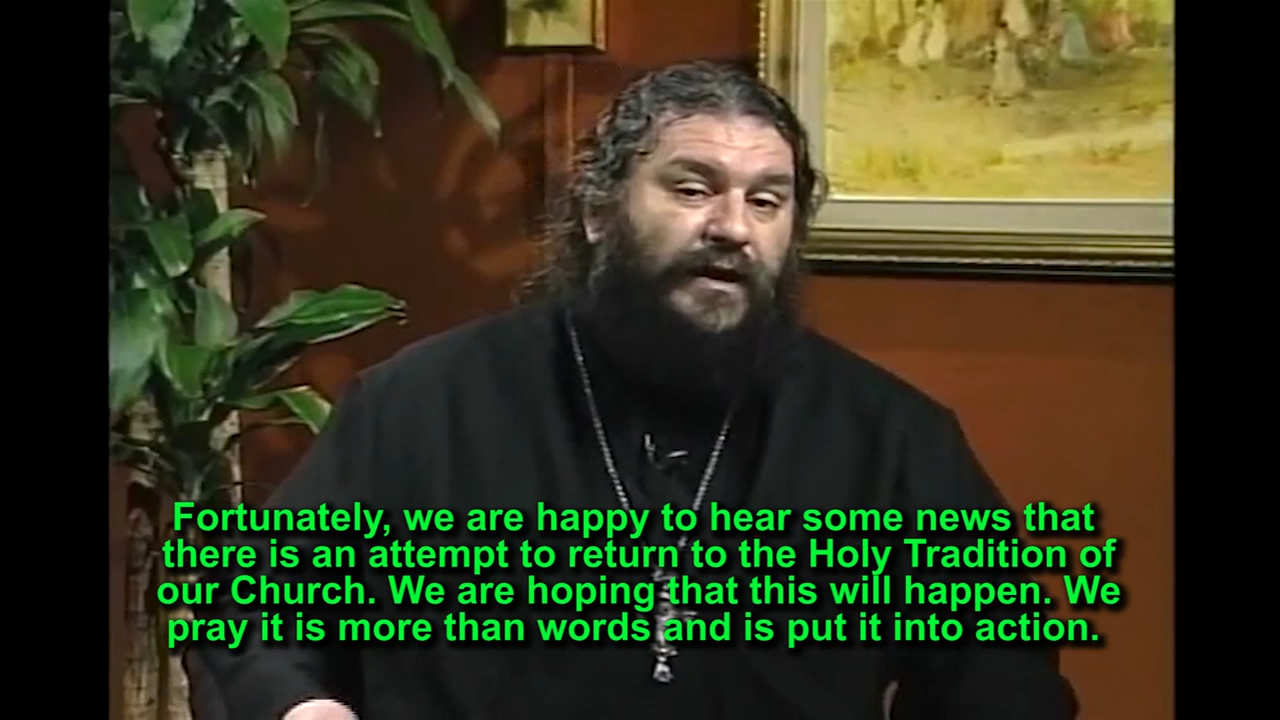 Fortunately, we are happy to hear some news that
there is an attempt to return to the Holy Tradition of
our Church. We are hoping that this will happen. We
pray it is more than words and is put it into action.